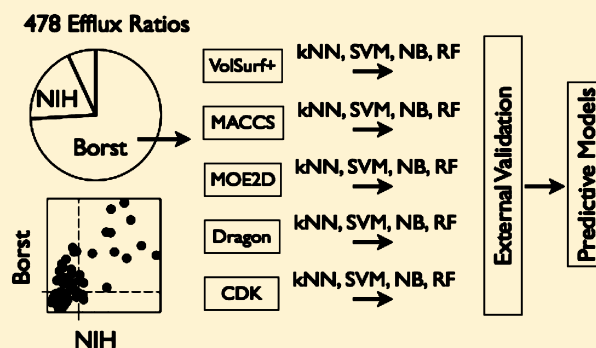 478 Efflux Ratios
NIH
Borst
Borst
NIH
VolSurf+
kNN, SVM, NB, RF
MACCS
kNN, SVM, NB, RF
MOE2D
kNN, SVM, NB, RF
Dragon
kNN, SVM, NB, RF
CDK
kNN, SVM, NB, RF
External Validation
Predictive Models